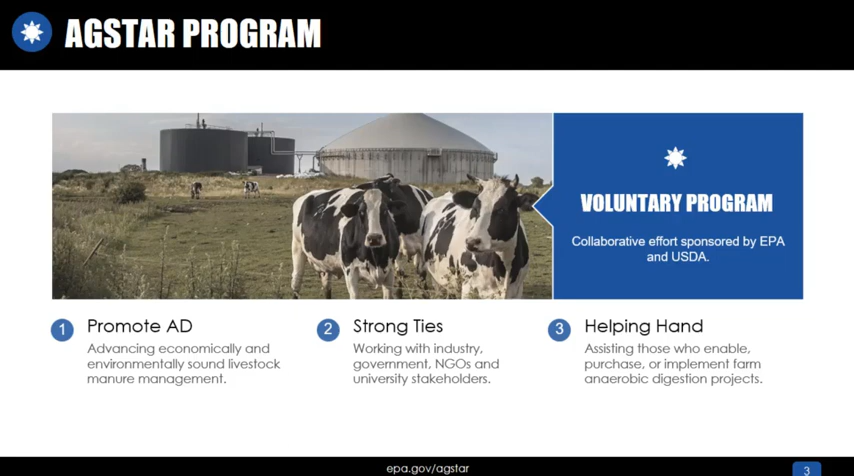 AGSTAR PROGRAM
VOLUNTARY PROGRAM
Collaborative effort sponsored by EPA
and USDA.
1
Promote AD
Advancing economically and
environmentally sound livestock
manure management.
2
Strong Ties
Working with industry,
government, NGOs and
university stakeholders.
3
Helping Hand
Assisting those who enable,
purchase, or implement farm
anaerobic digestion projects.
epa.gov/agstar
3